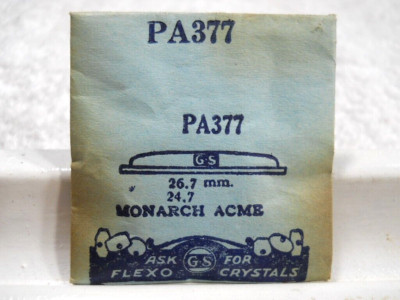 PA377
PA377
G-S
26.7 mm.
24.7
MONARCH ACME
ASK G-S FOR
FLEXO CRYSTALS